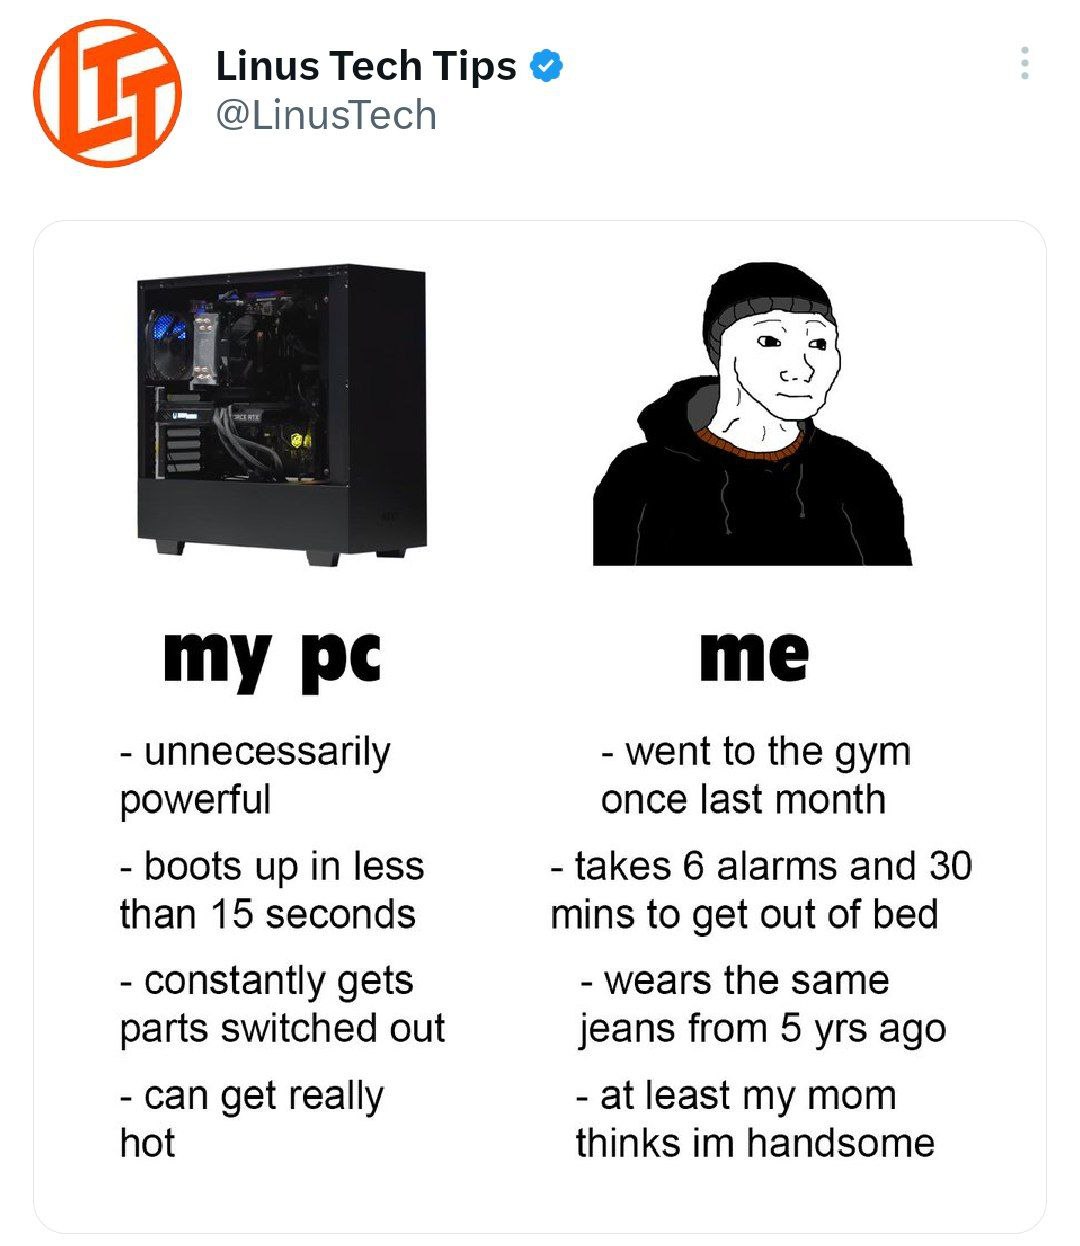 LTT
Linus Tech Tips
@LinusTech
my pc
- unnecessarily
powerful
- boots up in less
than 15 seconds
- constantly gets
parts switched out
- can get really
hot
me
- went to the gym
once last month
- takes 6 alarms and 30
mins to get out of bed
- wears the same
jeans from 5 yrs ago
- at least my mom
thinks im handsome